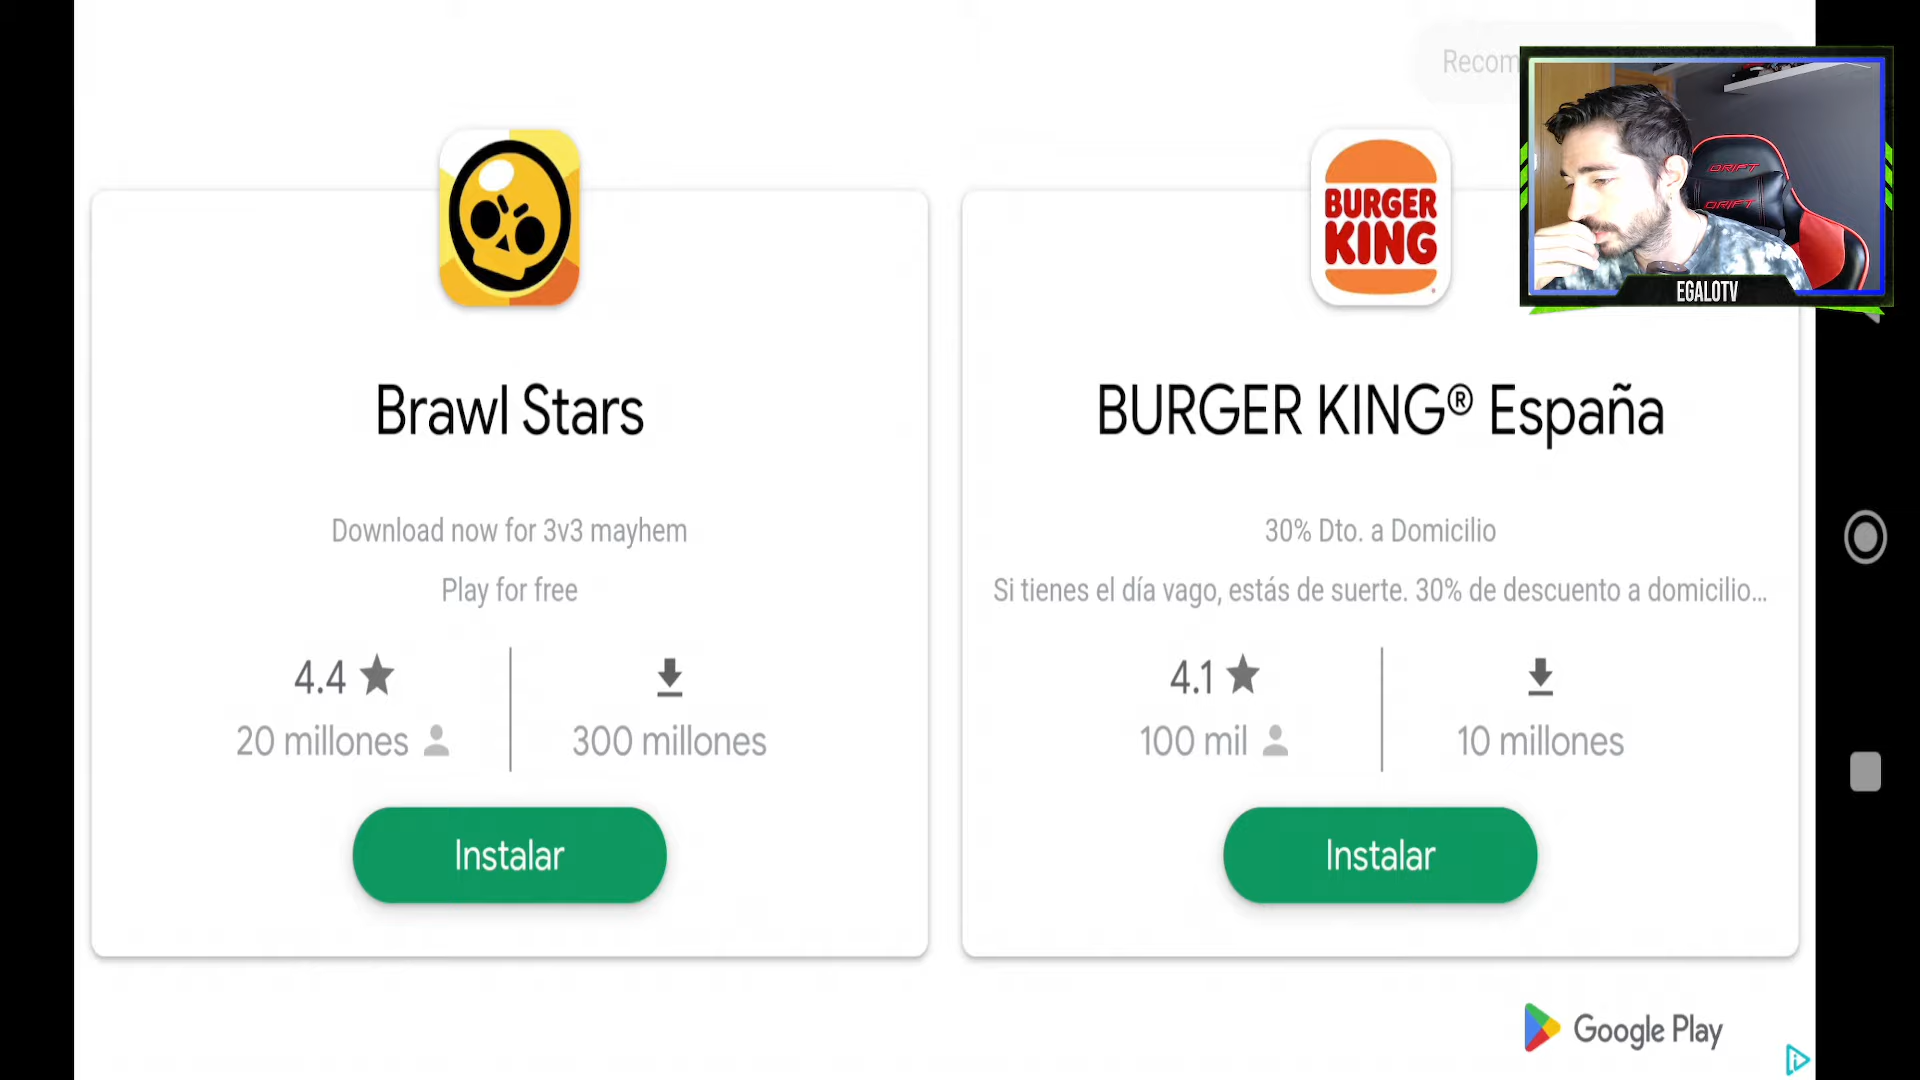 Recom
BURGER
KING
DRIFT
DRIFT
EGALOTV
Brawl Stars
Download now for 3v3 mayhem
Play for free
4.4
20 millones
300 millones
Instalar
BURGER KING® España
30% Dto. a Domicilio
Si tienes el día vago, estás de suerte. 30% de descuento a domicilio...
4.1
100 mil
10 millones
Instalar
Google Play